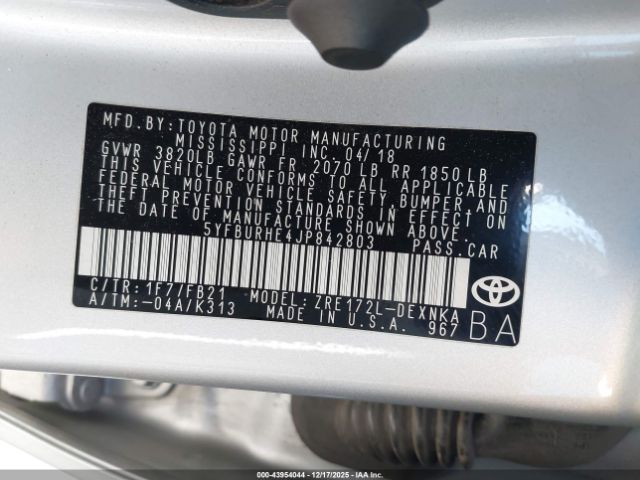 MFD.BY: TOYOTA MOTOR MANUFACTURING
MISSISSIPPI INC. 04/18
GVWR 3820LB GAWR FR 2070 LB RR 1850 LB
THIS VEHICLE CONFORMS TO ALL APPLICABLE
FEDERAL MOTOR VEHICLE SAFETY, BUMPER AND
THEFT PREVENTION STANDARDS IN EFFECT ON
THE DATE OF MANUFACTURE SHOWN ABOVE.
5YFBURHE4JP842803 PASS.CAR
C/TR: 1F7/FB21 MODEL: ZRE172L-DEXNKA
A/TM:-04A/K313 MADE IN U.S.A. 967
BA
000-43954044 | 12/17/2025 - IAAI.com